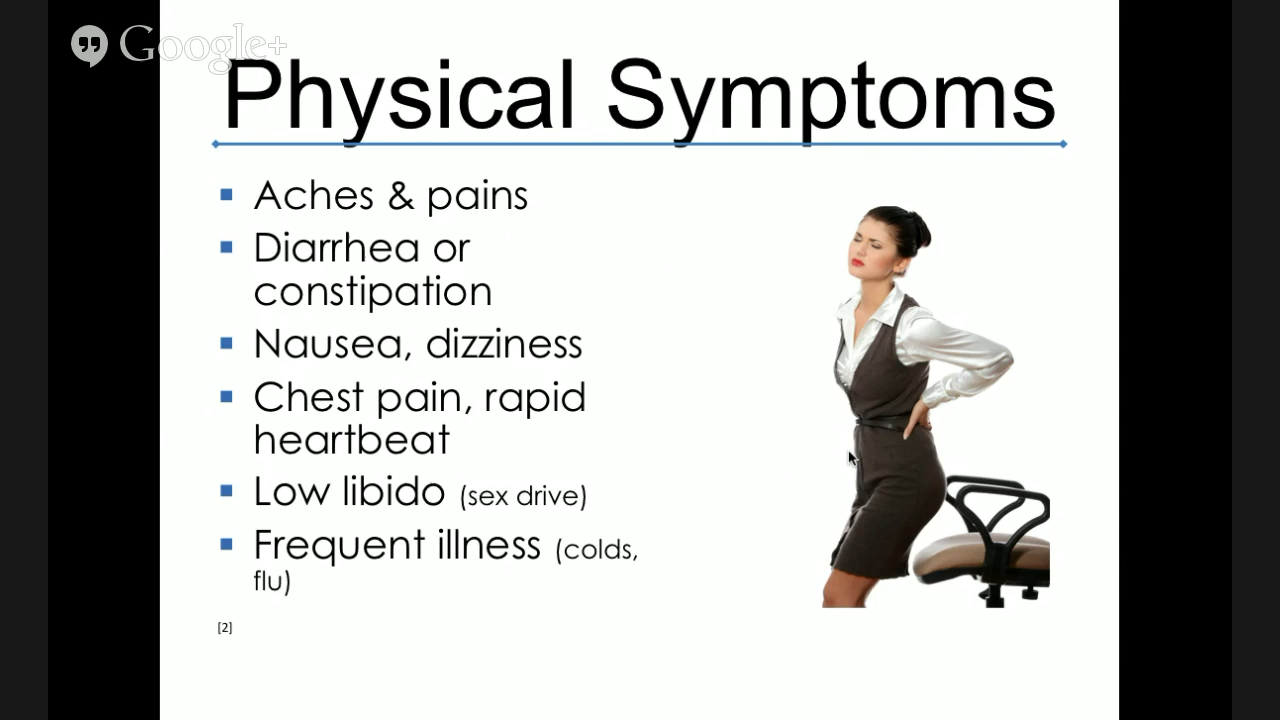 Google+
Physical Symptoms
Aches & pains
Diarrhea or
constipation
Nausea, dizziness
Chest pain, rapid
heartbeat
Low libido (sex drive)
Frequent illness (colds,
flu)
[2]